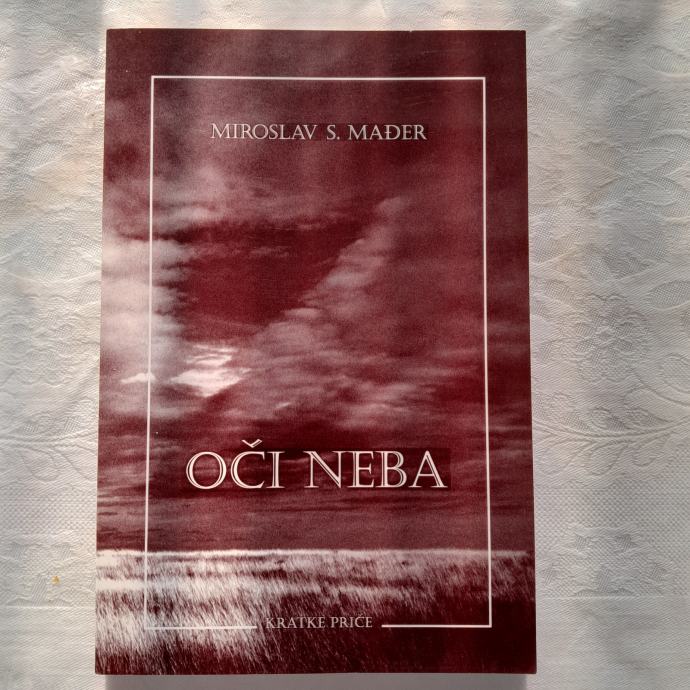 MIROSLAV S. MAĐER
OČI NEBA
KRATKE PRIČE